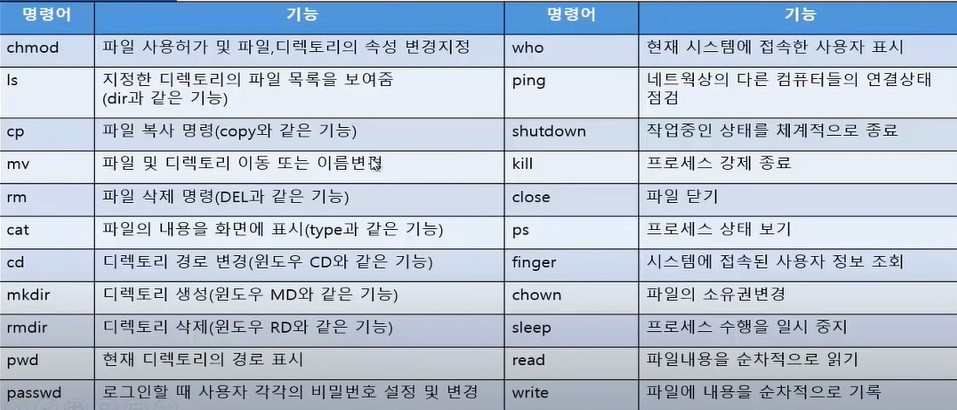 명령어 기능 명령어 기능
chmod 파일 사용허가 및 파일,디렉토리의 속성 변경지정 who 현재 시스템에 접속한 사용자 표시
ls 지정한 디렉토리의 파일 목록을 보여줌 ping 네트웍상의 다른 컴퓨터들의 연결상태
(dir과 같은 기능) 점검
cp 파일 복사 명령(copy와 같은 기능) shutdown 작업중인 상태를 체계적으로 종료
mv 파일 및 디렉토리 이동 또는 이름변경 kill 프로세스 강제 종료
rm 파일 삭제 명령(DEL과 같은 기능) close 파일 닫기
cat 파일의 내용을 화면에 표시(type과 같은 기능) ps 프로세스 상태 보기
cd 디렉토리 경로 변경(윈도우 CD와 같은 기능) finger 시스템에 접속된 사용자 정보 조회
mkdir 디렉토리 생성(윈도우 MD와 같은 기능) chown 파일의 소유권변경
rmdir 디렉토리 삭제(윈도우 RD와 같은 기능) sleep 프로세스 수행을 일시 중지
pwd 현재 디렉토리의 경로 표시 read 파일내용을 순차적으로 읽기
passwd 로그인할 때 사용자 각각의 비밀번호 설정 및 변경 write 파일에 내용을 순차적으로 기록